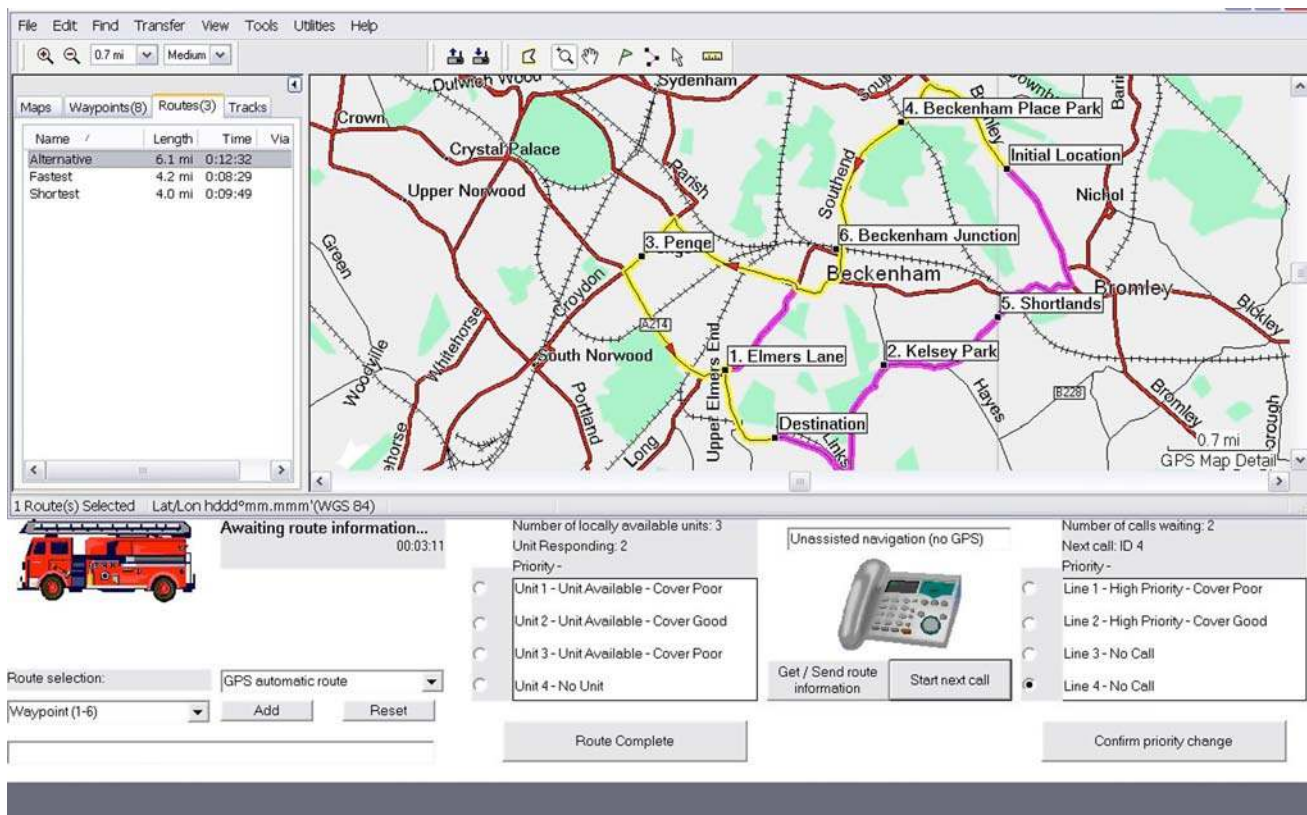 File Edit Find Transfer View Tools Utilities Help
0.7 mi Medium
Maps Waypoints(8) Routes(3) Tracks
Name / Length Time Via
Alternative 6.1 mi 0:12:32
Fastest 4.2 mi 0:08:29
Shortest 4.0 mi 0:09:49
Dulwich Wood
Sydenham
Crown
4. Beckenham Place Park
Crystal Palace
Initial Location
Parish
Upper Norwood
Southend
Nichol
Green
3. Penge
6. Beckenham Junction
Beckenham
Croydon
Bromley
5. Shortlands
Bickley
A214
Whitehorse
South Norwood
1. Elmers Lane
2. Kelsey Park
Woodville
Portland
Upper Elmers End
Hayes
B228
Bromley
Destination
Long
Links
0.7 mi
GPS Map Detail
1 Route(s) Selected Lat/Lon hddd°mm.mmm'(WGS 84)
Awaiting route information...
00:03:11
Number of locally available units: 3
Unit Responding: 2
Priority -
Unit 1 - Unit Available - Cover Poor
Unit 2 - Unit Available - Cover Good
Unit 3 - Unit Available - Cover Poor
Unit 4 - No Unit
Unassisted navigation (no GPS)
Get / Send route
information
Start next call
Number of calls waiting: 2
Next call: ID 4
Priority -
Line 1 - High Priority - Cover Poor
Line 2 - High Priority - Cover Good
Line 3 - No Call
Line 4 - No Call
Route selection:
GPS automatic route
Waypoint (1-6)
Add
Reset
Route Complete
Confirm priority change